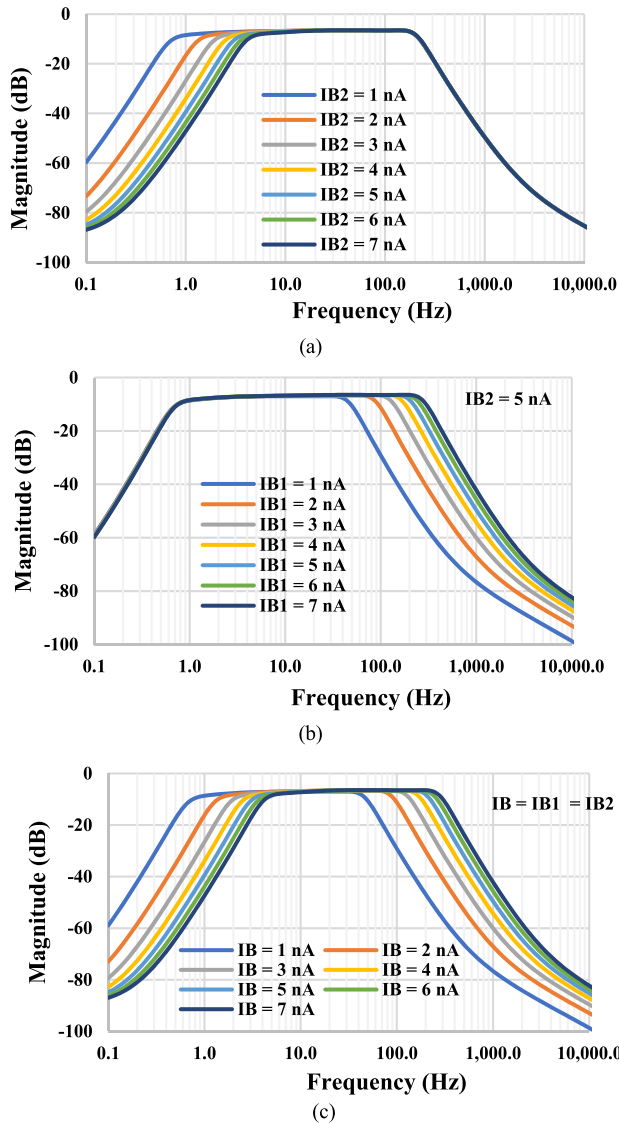 0
-20
-40
-60
-80
-100
Magnitude (dB)
IB2 = 1 nA
IB2 = 2 nA
IB2 = 3 nA
IB2 = 4 nA
IB2 = 5 nA
IB2 = 6 nA
IB2 = 7 nA
0.1 1.0 10.0 100.0 1,000.0 10,000.0
Frequency (Hz)
(a)
0
-20
-40
-60
-80
-100
Magnitude (dB)
IB2 = 5 nA
IB1 = 1 nA
IB1 = 2 nA
IB1 = 3 nA
IB1 = 4 nA
IB1 = 5 nA
IB1 = 6 nA
IB1 = 7 nA
0.1 1.0 10.0 100.0 1,000.0 10,000.0
Frequency (Hz)
(b)
0
-20
-40
-60
-80
-100
Magnitude (dB)
IB = IB1 = IB2
IB = 1 nA IB = 2 nA
IB = 3 nA IB = 4 nA
IB = 5 nA IB = 6 nA
IB = 7 nA
0.1 1.0 10.0 100.0 1,000.0 10,000.0
Frequency (Hz)
(c)